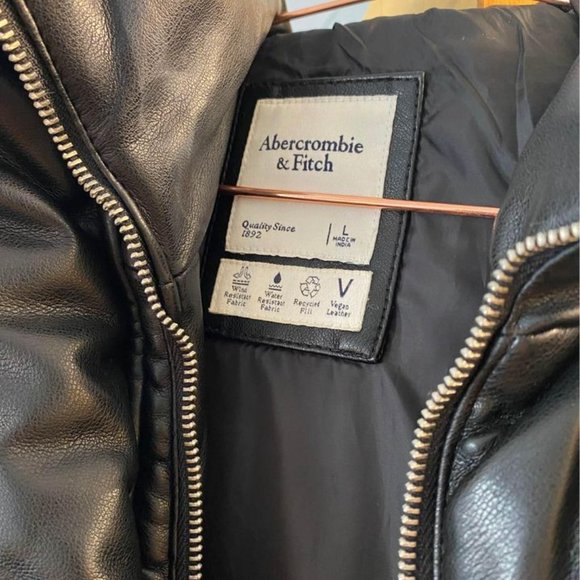 Abercrombie
& Fitch
Quality Since
1892
L
MADE IN
INDIA
Wind
Resistant
Fabric
Water
Resistant
Fabric
Recycled
Fill
V
Vegan
Leather